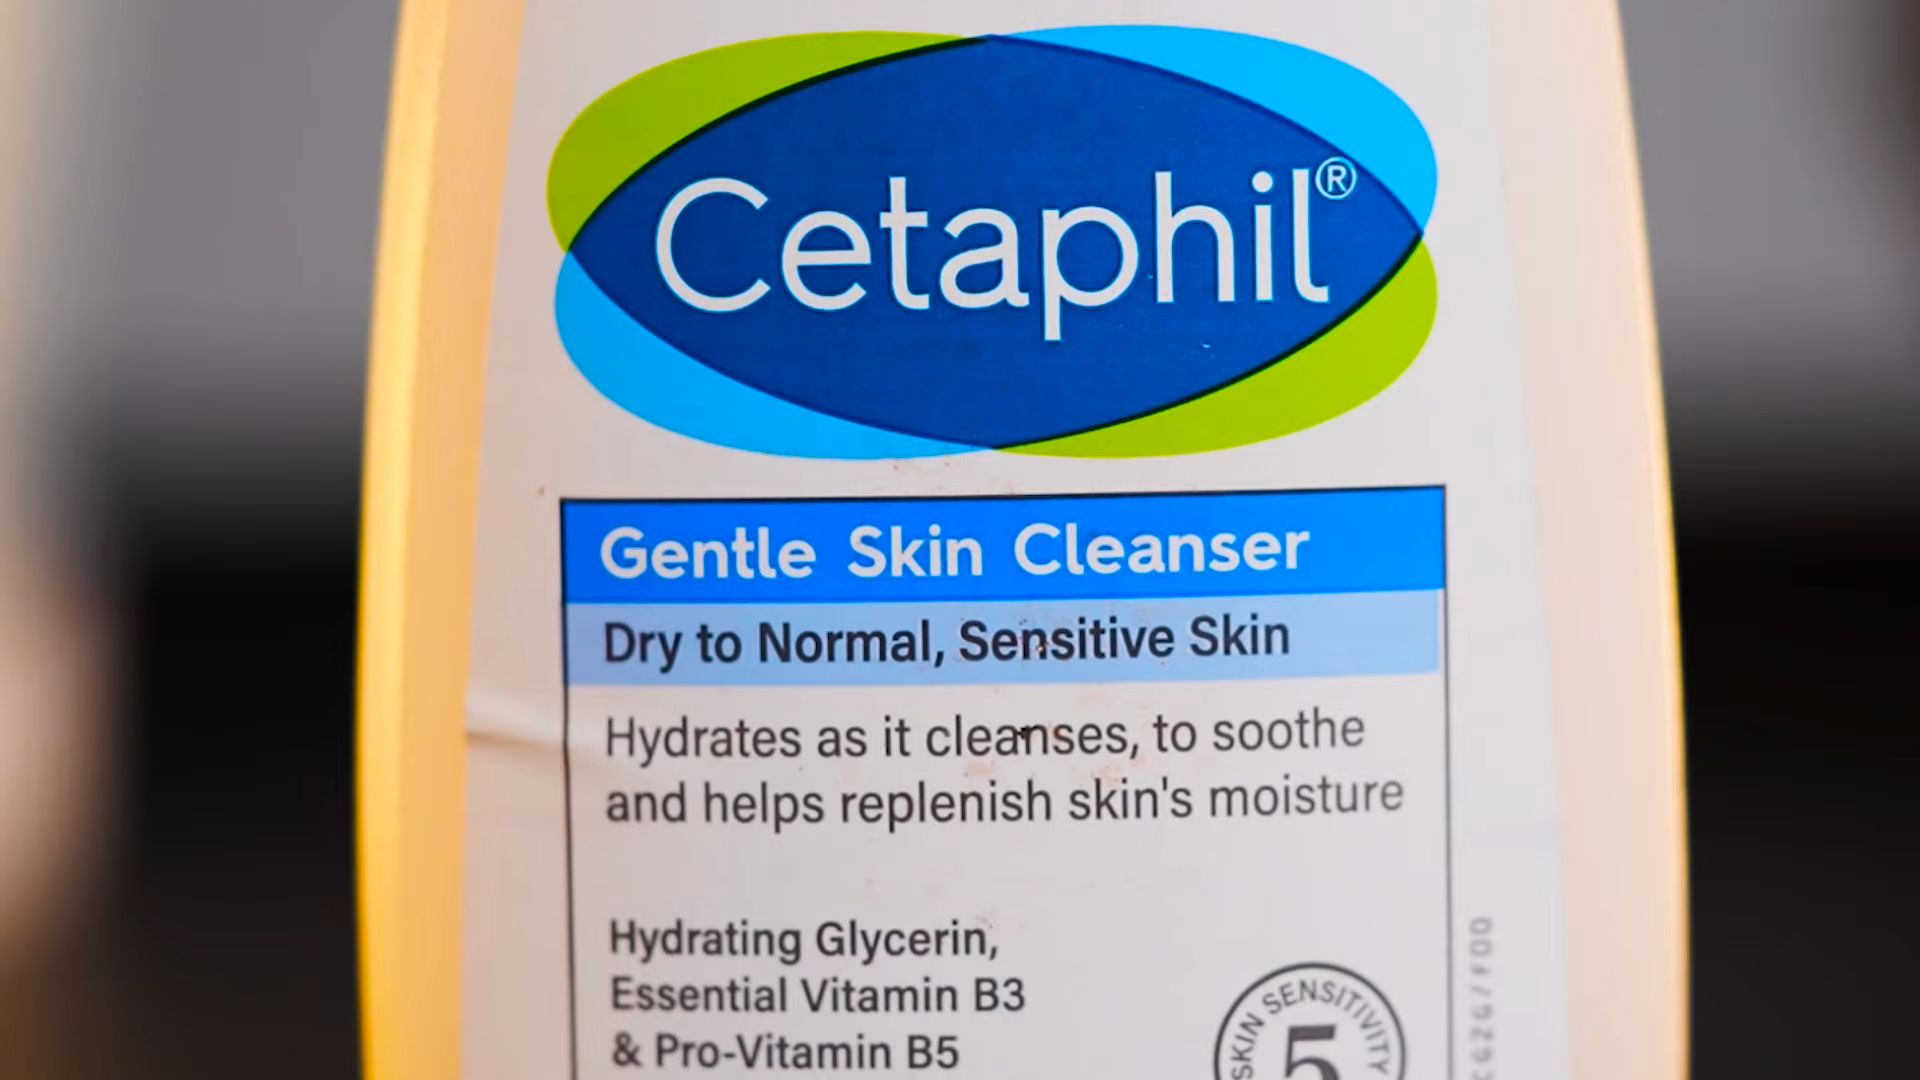 Cetaphil®
Gentle Skin Cleanser
Dry to Normal, Sensitive Skin
Hydrates as it cleanses, to soothe
and helps replenish skin's moisture
Hydrating Glycerin,
Essential Vitamin B3
& Pro-Vitamin B5
SKIN SENSITIVITY
5